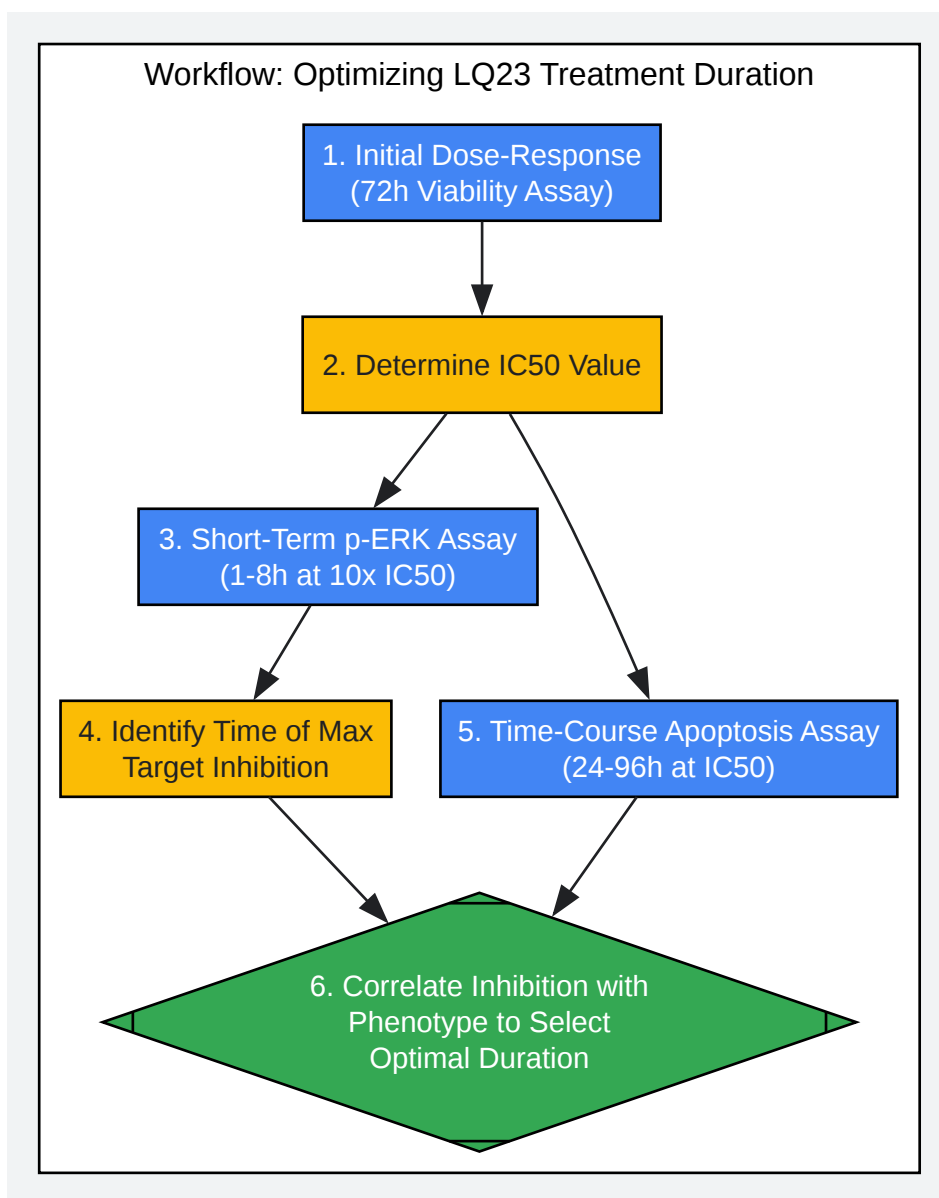 Workflow: Optimizing LQ23 Treatment Duration
1. Initial Dose-Response
(72h Viability Assay)
2. Determine IC50 Value
3. Short-Term p-ERK Assay
(1-8h at 10x IC50)
4. Identify Time of Max
Target Inhibition
5. Time-Course Apoptosis Assay
(24-96h at IC50)
6. Correlate Inhibition with
Phenotype to Select
Optimal Duration